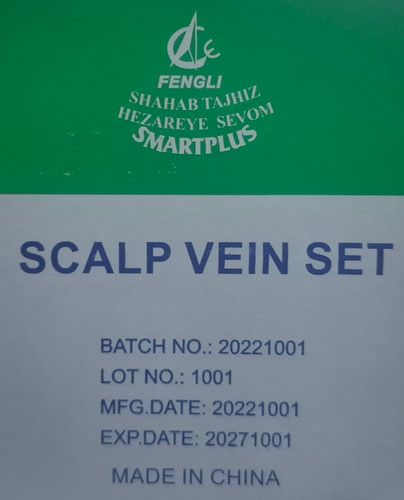 FENGLI
SHAHAB TAJHIZ
HEZAREYE SEVOM
SMARTPLUS
SCALP VEIN SET
BATCH NO.: 20221001
LOT NO.: 1001
MFG.DATE: 20221001
EXP.DATE: 20271001
MADE IN CHINA